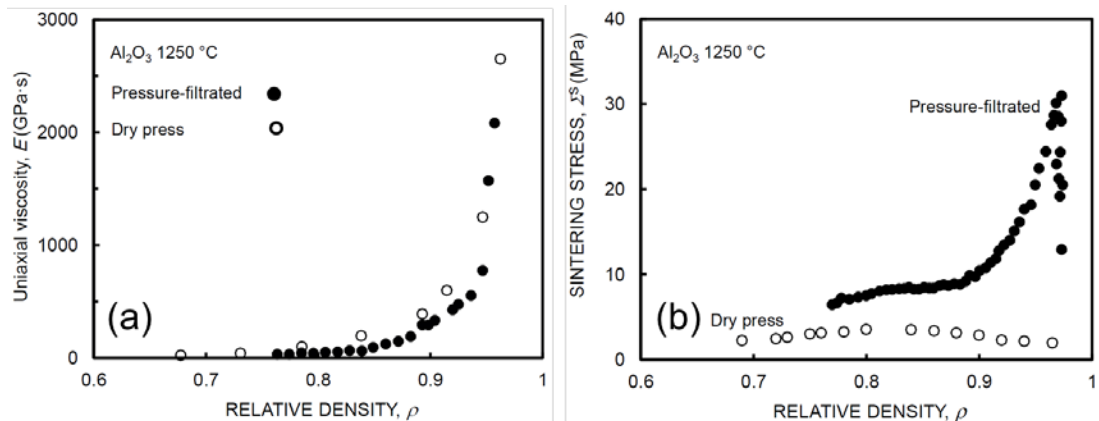 3000
2000
1000
0
0.6
0.7
0.8
0.9
1
Uniaxial viscosity, E (GPa·s)
RELATIVE DENSITY, ρ
Al₂O₃ 1250 °C
Pressure-filtrated
Dry press
(a)
40
30
20
10
0
0.6
0.7
0.8
0.9
1
SINTERING STRESS, Σˢ (MPa)
RELATIVE DENSITY, ρ
Al₂O₃ 1250 °C
Pressure-filtrated
Dry press
(b)